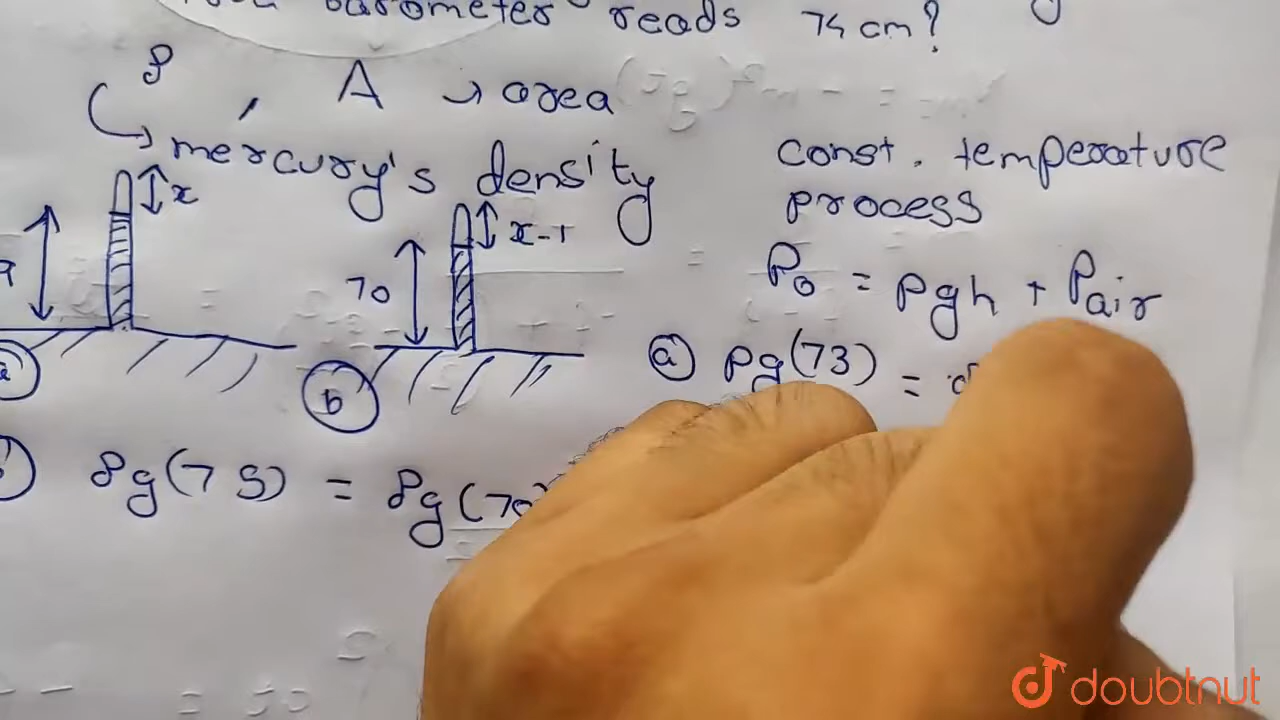 barometer reads 74 cm?
ρ , A → area
↳ mercury's density
x
x-1
70
a
b
const. temperature
process
P₀ = ρgh + Pair
ⓐ ρg(73) =
ρg(75) = ρg(70
doubtnut